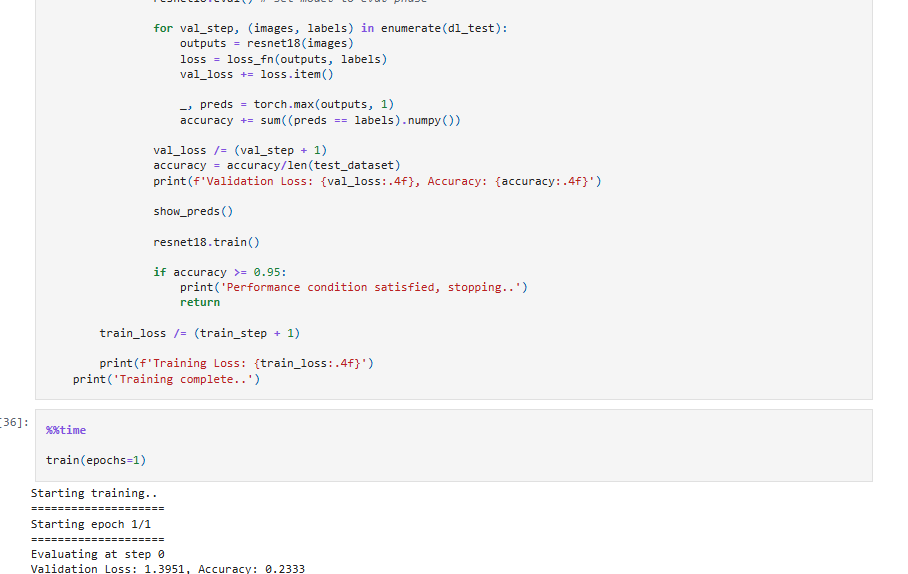 for val_step, (images, labels) in enumerate(dl_test):
outputs = resnet18(images)
loss = loss_fn(outputs, labels)
val_loss += loss.item()
_, preds = torch.max(outputs, 1)
accuracy += sum((preds == labels).numpy())
val_loss /= (val_step + 1)
accuracy = accuracy/len(test_dataset)
print(f'Validation Loss: {val_loss:.4f}, Accuracy: {accuracy:.4f}')
show_preds()
resnet18.train()
if accuracy >= 0.95:
print('Performance condition satisfied, stopping..')
return
train_loss /= (train_step + 1)
print(f'Training Loss: {train_loss:.4f}')
print('Training complete..')
[36]:
%%time
train(epochs=1)
Starting training..
====================
Starting epoch 1/1
====================
Evaluating at step 0
Validation Loss: 1.3951, Accuracy: 0.2333